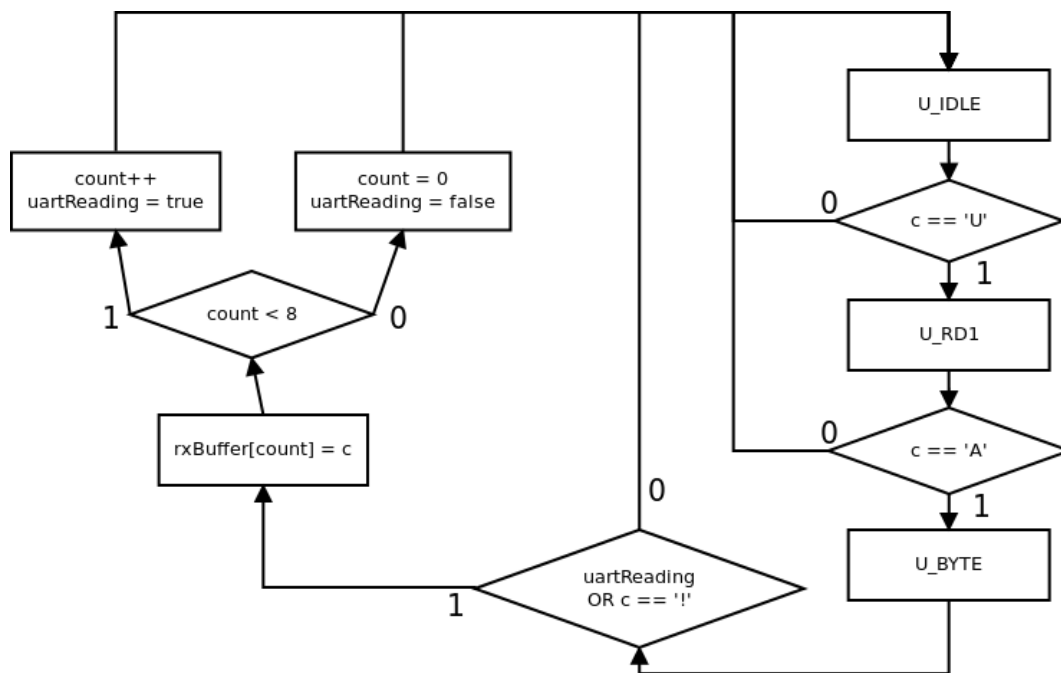 U_IDLE
0
c == 'U'
1
U_RD1
0
c == 'A'
1
U_BYTE
0
uartReading
OR c == '!'
1
rxBuffer[count] = c
count < 8
1
0
count++
uartReading = true
count = 0
uartReading = false